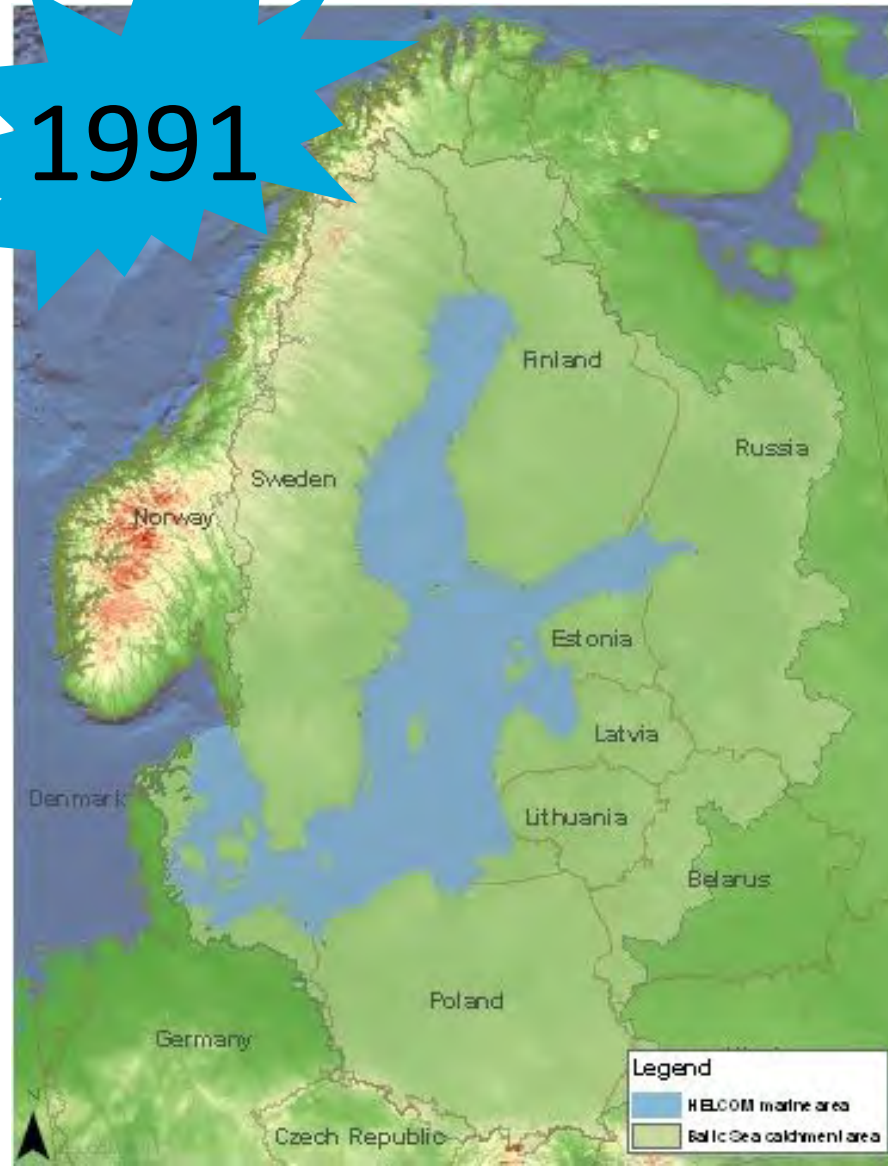 1991
Finland
Russia
Sweden
Norway
Estonia
Latvia
Denmark
Lithuania
Belarus
Poland
Germany
Legend
HELCOM marine area
Baltic Sea catchment area
N
Czech Republic